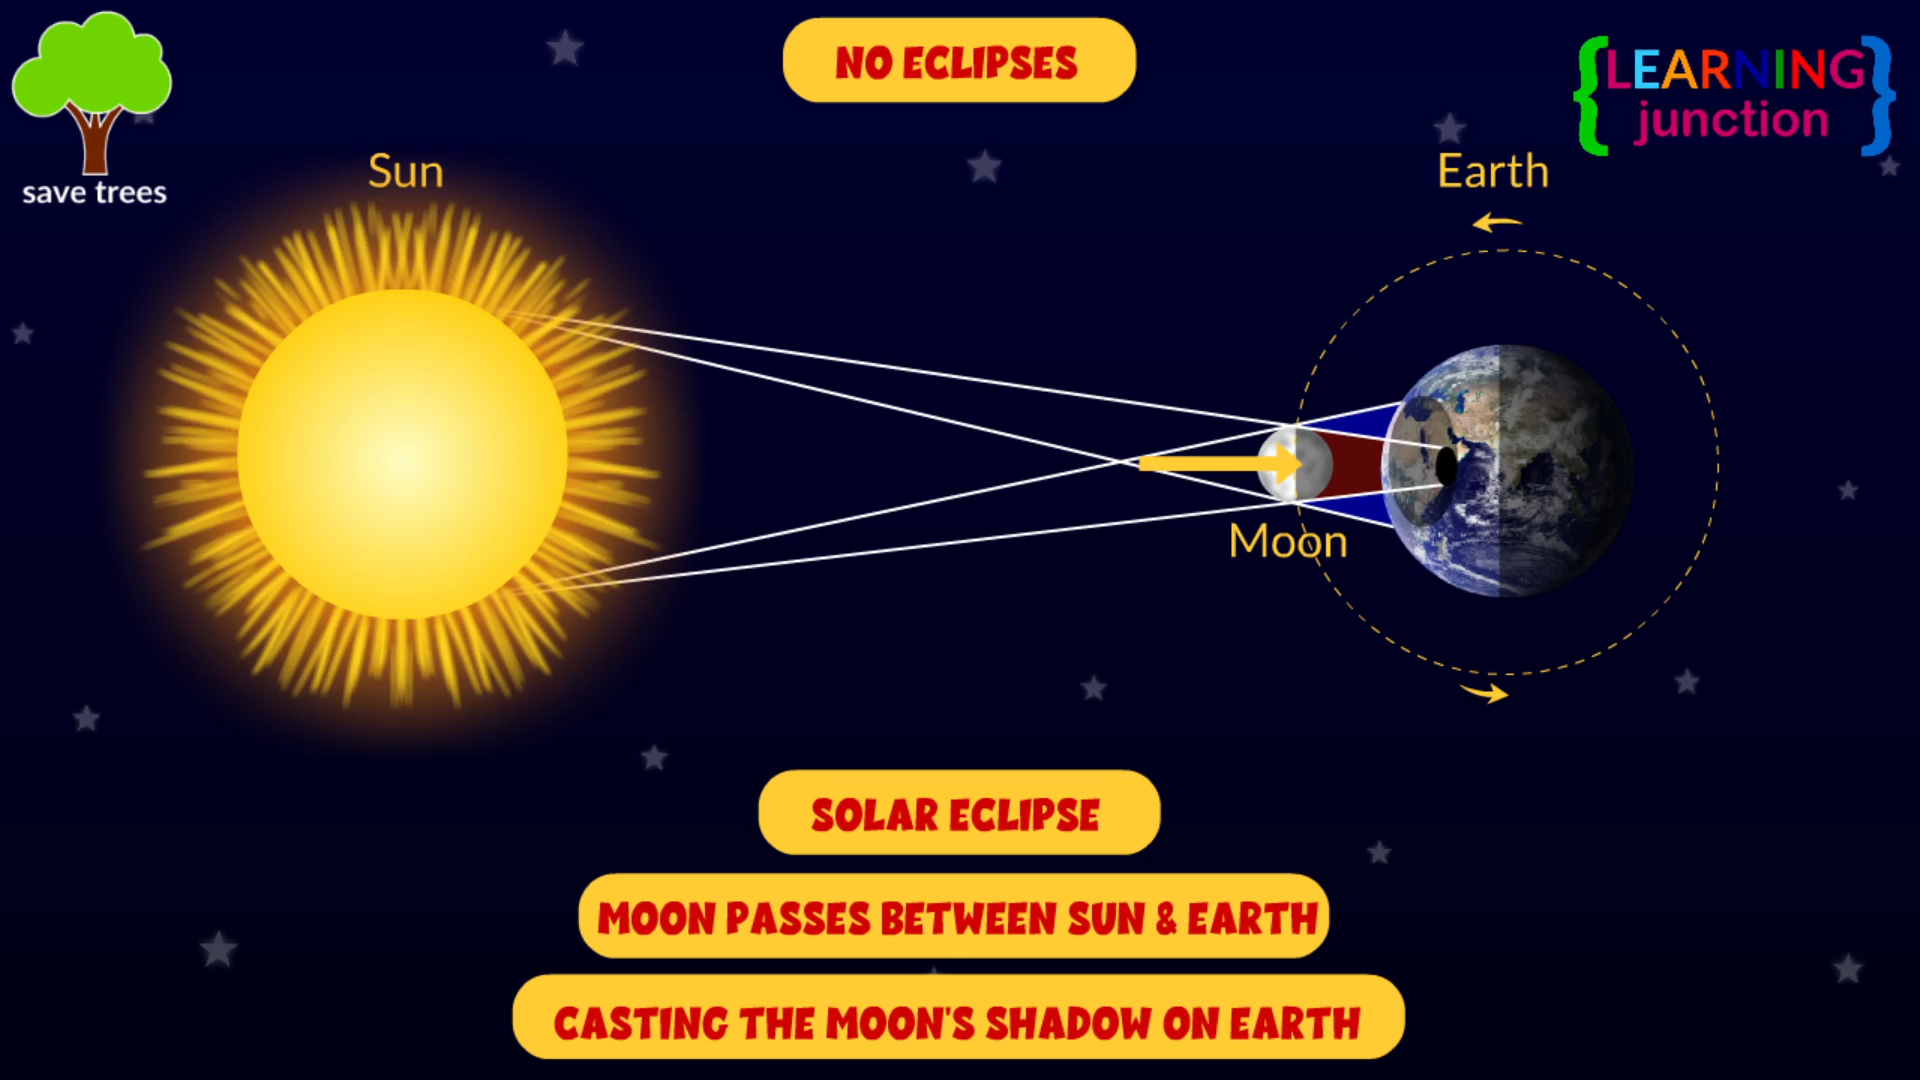 NO ECLIPSES
LEARNING
junction
save trees
Sun
Earth
Moon
SOLAR ECLIPSE
MOON PASSES BETWEEN SUN & EARTH
CASTING THE MOON'S SHADOW ON EARTH